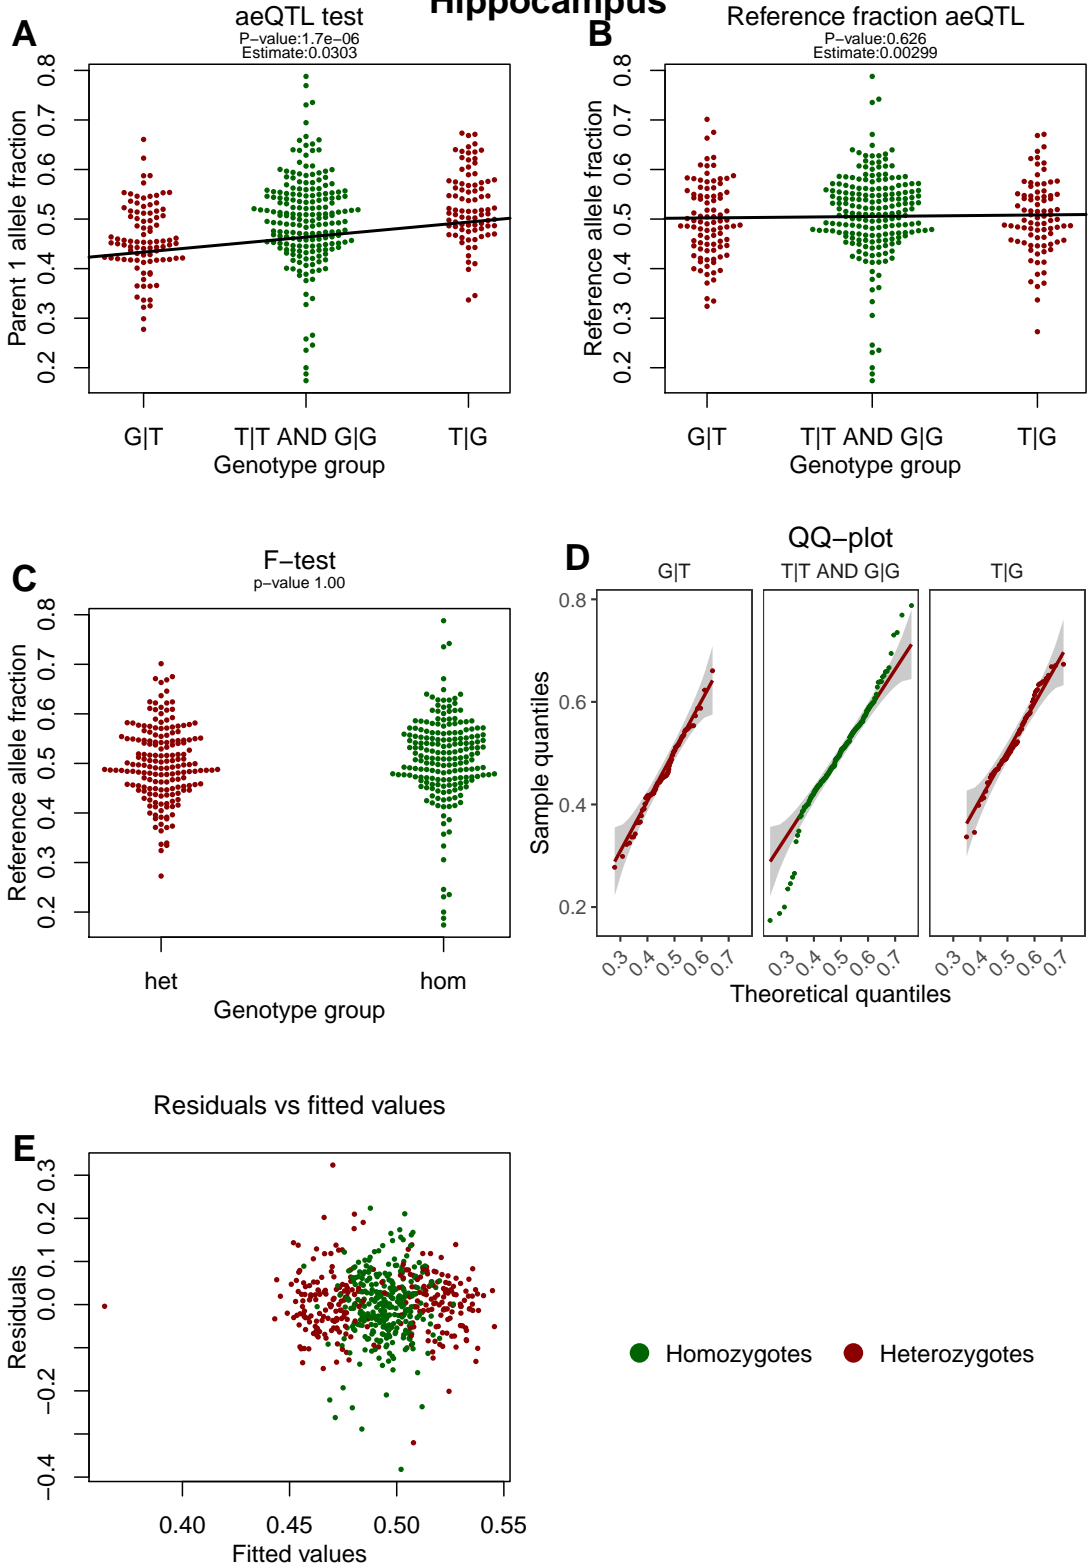 Hippocampus
A
aeQTL test
P−value:1.7e−06
Estimate:0.0303
Parent 1 allele fraction
0.8
0.7
0.6
0.5
0.4
0.3
0.2
G|T
T|T AND G|G
T|G
Genotype group
B
Reference fraction aeQTL
P−value:0.626
Estimate:0.00299
Reference allele fraction
0.8
0.7
0.6
0.5
0.4
0.3
0.2
G|T
T|T AND G|G
T|G
Genotype group
C
F−test
p−value 1.00
Reference allele fraction
0.8
0.7
0.6
0.5
0.4
0.3
0.2
het
hom
Genotype group
D
QQ−plot
G|T
T|T AND G|G
T|G
Sample quantiles
0.8
0.6
0.4
0.2
0.3 0.4 0.5 0.6 0.7
0.3 0.4 0.5 0.6 0.7
0.3 0.4 0.5 0.6 0.7
Theoretical quantiles
Residuals vs fitted values
E
Residuals
0.3
0.2
0.1
0.0
−0.2
−0.4
0.40
0.45
0.50
0.55
Fitted values
Homozygotes
Heterozygotes